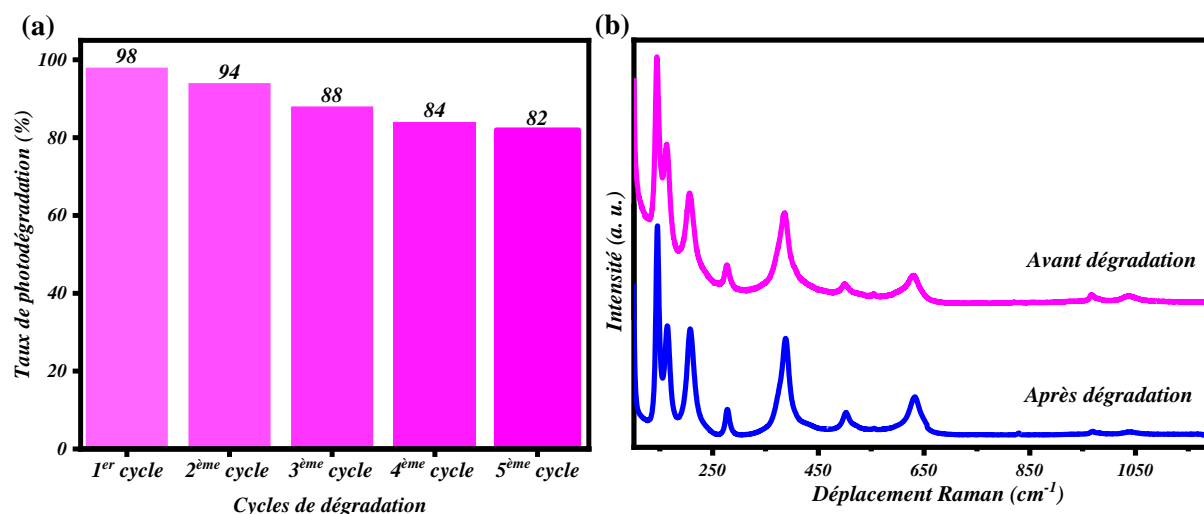 (a)
Taux de photodégradation (%)
100
80
60
40
20
0
98
94
88
84
82
1er cycle
2ème cycle
3ème cycle
4ème cycle
5ème cycle
Cycles de dégradation
(b)
Intensité (a. u.)
Avant dégradation
Après dégradation
250
450
650
850
1050
Déplacement Raman (cm-1)